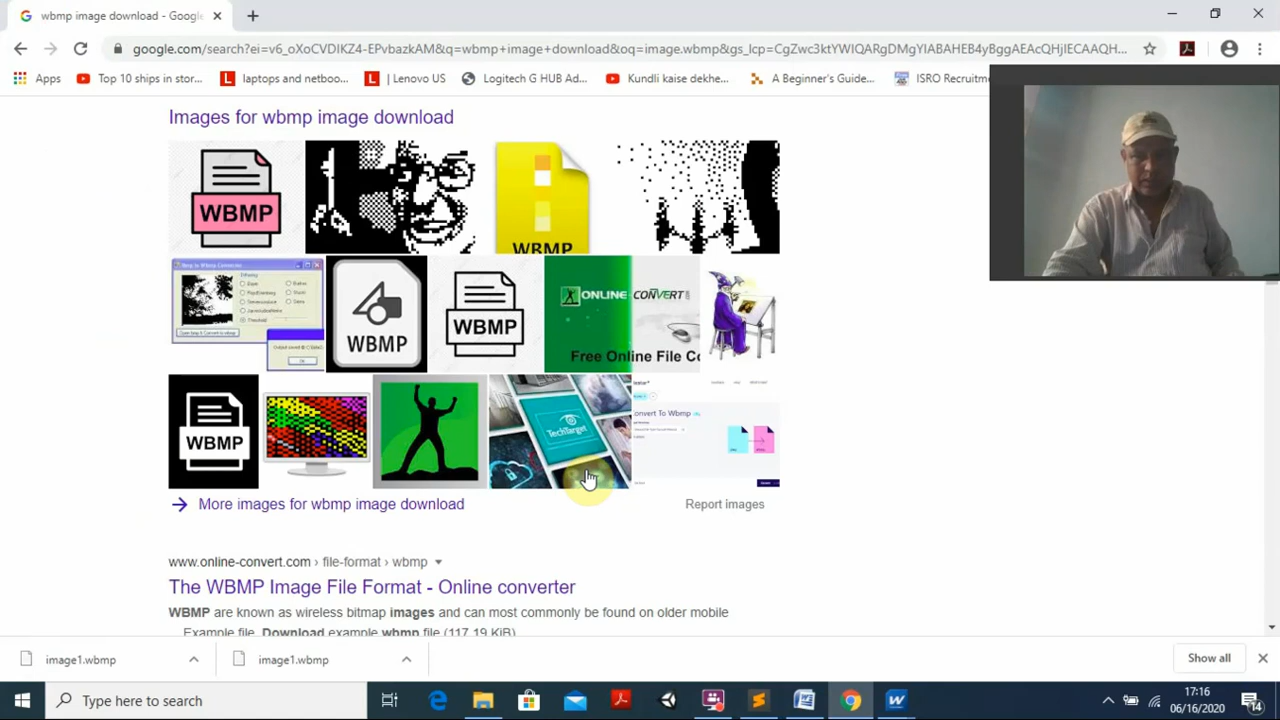 wbmp image download - Google
google.com/search?ei=v6_oXoCVDIKZ4-EPvbazkAM&q=wbmp+image+download&oq=image.wbmp&gs_lcp=CgZwc3ktYWIQARgDMgYIABAHEB4yBggAEAcQHjIECAAQH...
Apps
Top 10 ships in stor...
laptops and netboo...
| Lenovo US
Logitech G HUB Ad...
Kundli kaise dekhe...
A Beginner's Guide...
ISRO Recruitm
Images for wbmp image download
WBMP
WBMP
WBMP
WBMP
ONLINE CONVERT
Free Online File Co
WBMP
TechTarget
onvert To Wbmp
More images for wbmp image download
Report images
www.online-convert.com › file-format › wbmp
The WBMP Image File Format - Online converter
WBMP are known as wireless bitmap images and can most commonly be found on older mobile
Example file. Download example wbmp file (117.19 KiB)
image1.wbmp
image1.wbmp
Show all
Type here to search
17:16
06/16/2020
14